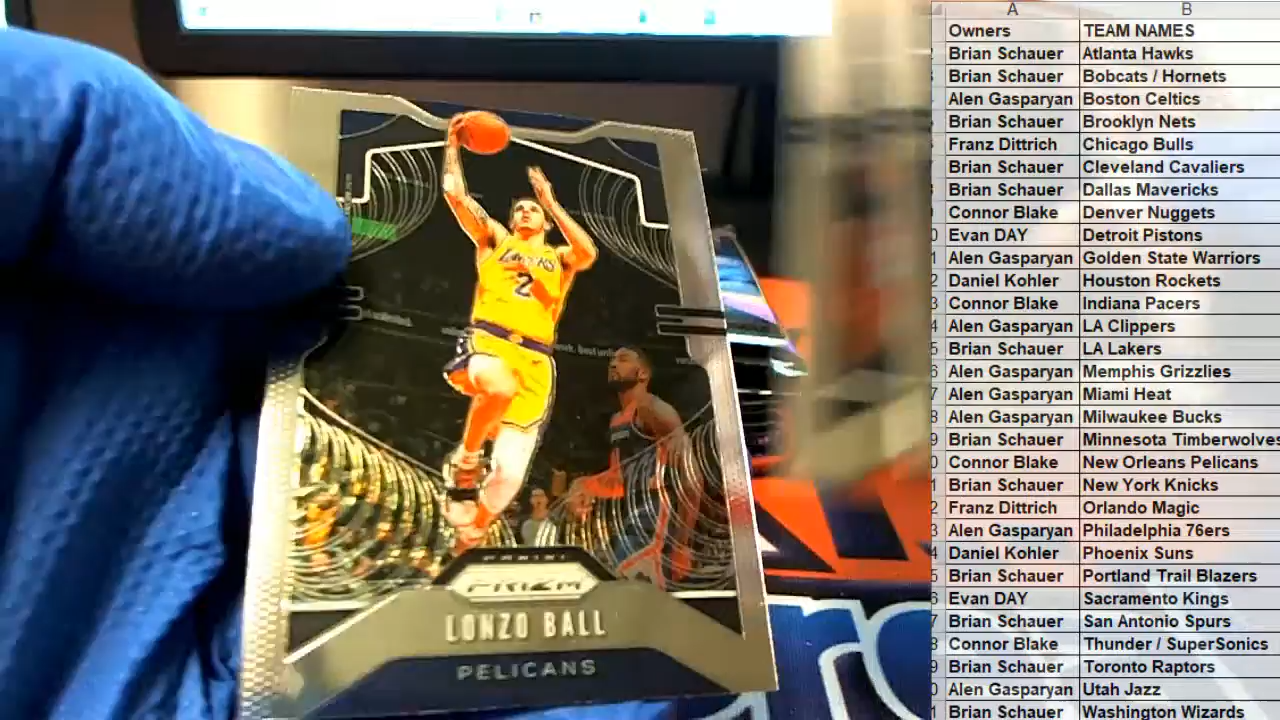 LAKERS
2
PANINI
PRIZM
LONZO BALL
PELICANS
A B
Owners TEAM NAMES
Brian Schauer Atlanta Hawks
Brian Schauer Bobcats / Hornets
Alen Gasparyan Boston Celtics
Brian Schauer Brooklyn Nets
Franz Dittrich Chicago Bulls
Brian Schauer Cleveland Cavaliers
Brian Schauer Dallas Mavericks
Connor Blake Denver Nuggets
Evan DAY Detroit Pistons
Alen Gasparyan Golden State Warriors
Daniel Kohler Houston Rockets
Connor Blake Indiana Pacers
Alen Gasparyan LA Clippers
Brian Schauer LA Lakers
Alen Gasparyan Memphis Grizzlies
Alen Gasparyan Miami Heat
Alen Gasparyan Milwaukee Bucks
Brian Schauer Minnesota Timberwolves
Connor Blake New Orleans Pelicans
Brian Schauer New York Knicks
Franz Dittrich Orlando Magic
Alen Gasparyan Philadelphia 76ers
Daniel Kohler Phoenix Suns
Brian Schauer Portland Trail Blazers
Evan DAY Sacramento Kings
Brian Schauer San Antonio Spurs
Connor Blake Thunder / SuperSonics
Brian Schauer Toronto Raptors
Alen Gasparyan Utah Jazz
Brian Schauer Washington Wizards